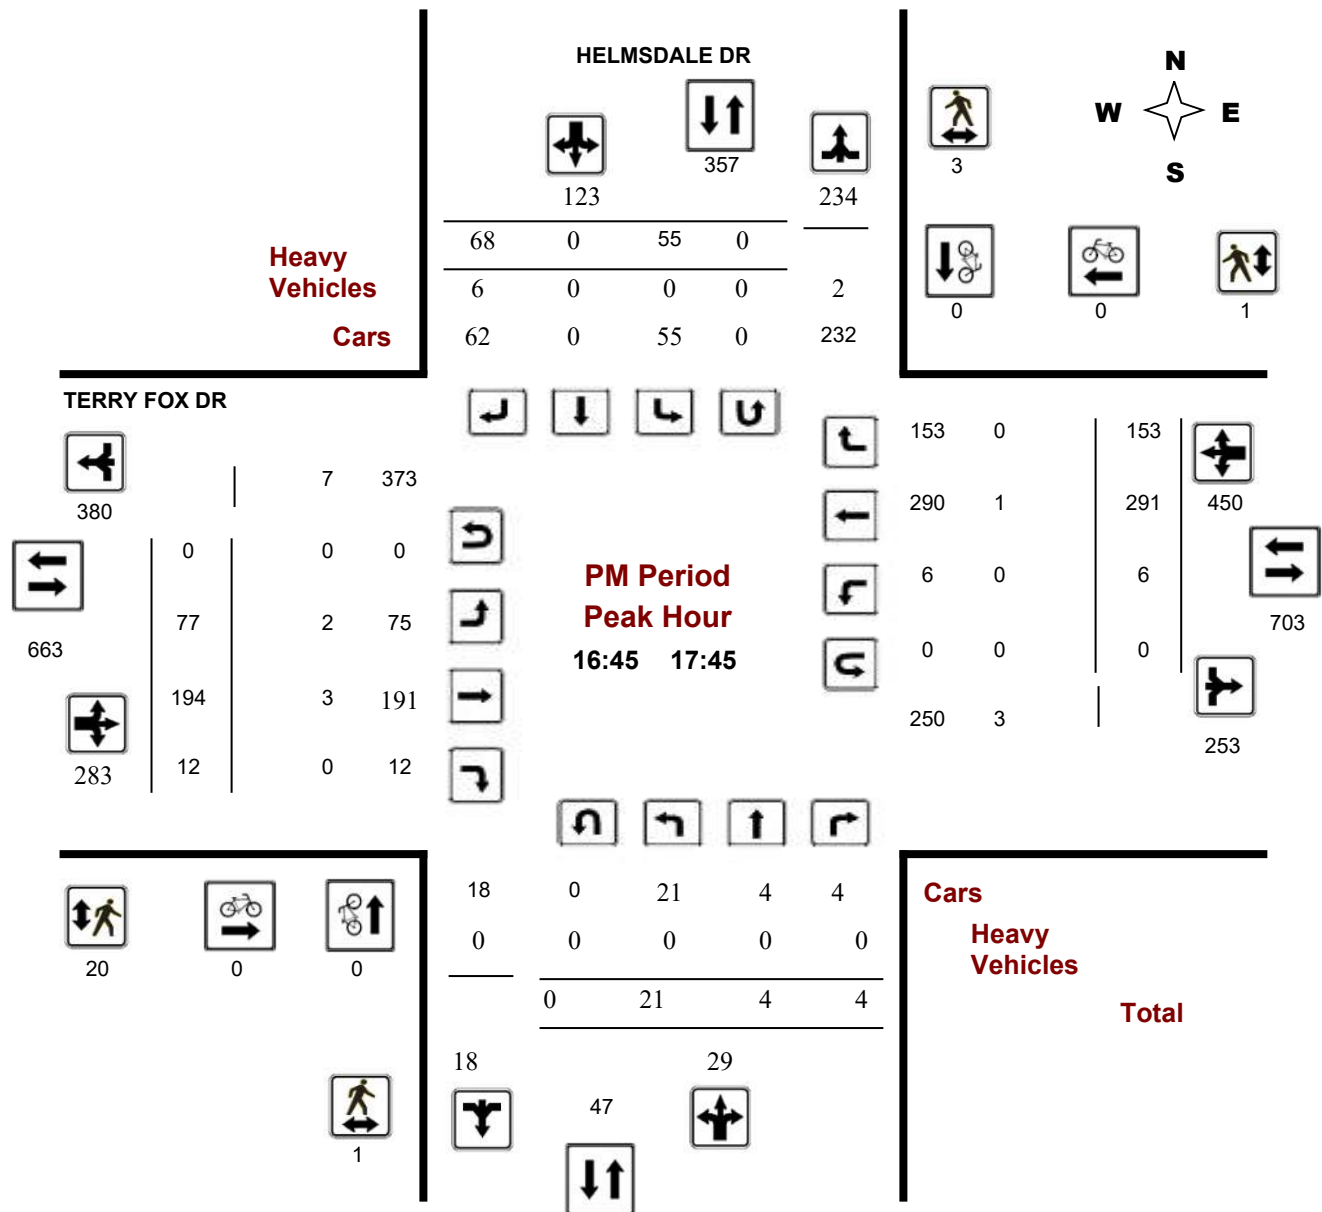 HELMSDALE DR
N
W E
S
357
3
123 234
68 0 55 0
Heavy
Vehicles 6 0 0 0 2
0 0 1
Cars 62 0 55 0 232
TERRY FOX DR
153 0 153
7 373
380
290 1 291 450
0 0 0
PM Period
6 0 6
Peak Hour
77 2 75
703
663
16:45 17:45
0 0 0
194 3 191
250 3
253
283 12 0 12
18 0 21 4 4 Cars
0 0 0 0 0 Heavy
Vehicles
20 0 0
0 21 4 4
Total
18 29
47
1